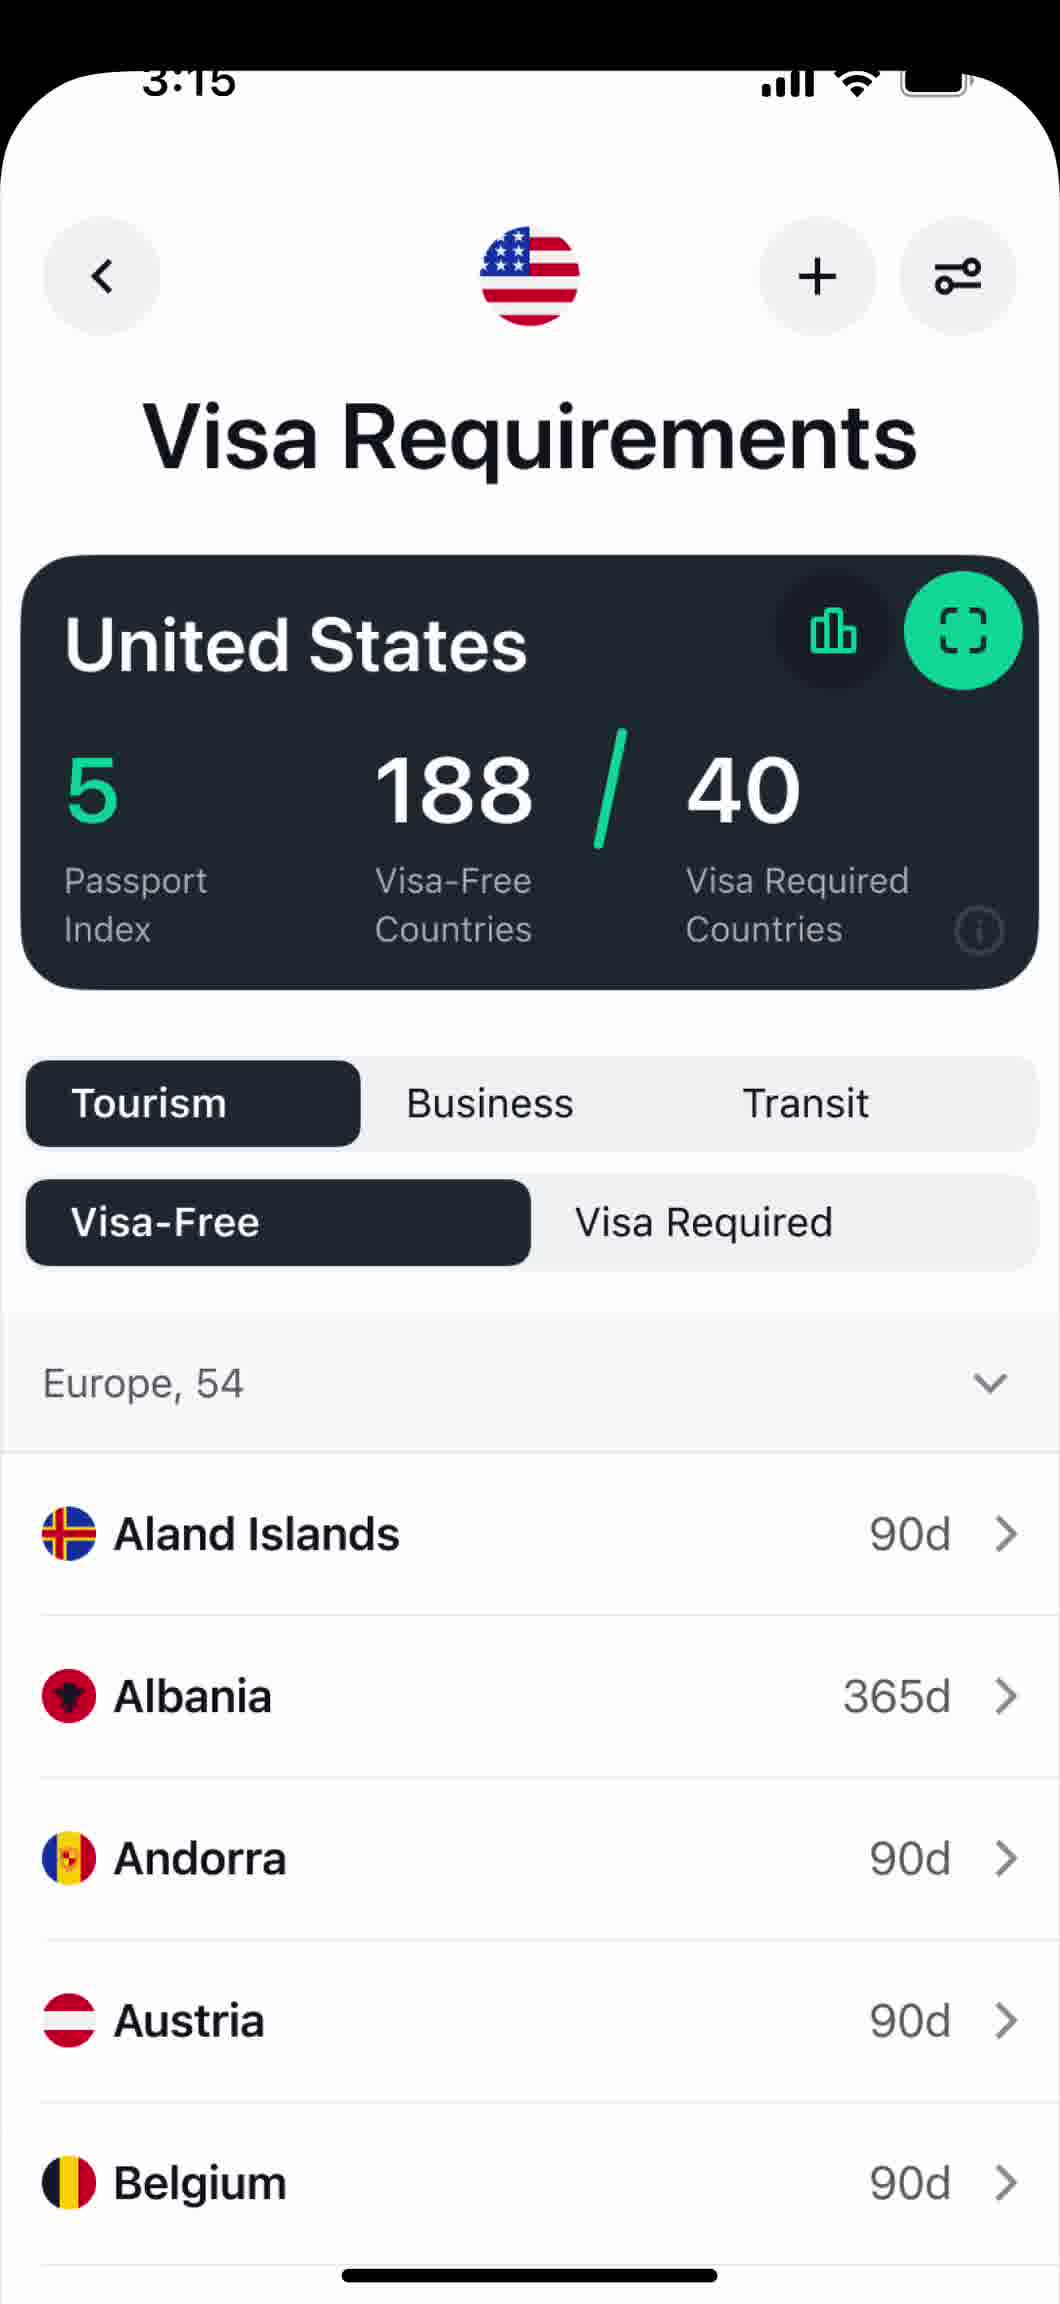 3:15
Visa Requirements
United States
5
188 / 40
Passport
Index
Visa-Free
Countries
Visa Required
Countries
Tourism
Business
Transit
Visa-Free
Visa Required
Europe, 54
Aland Islands 90d
Albania 365d
Andorra 90d
Austria 90d
Belgium 90d